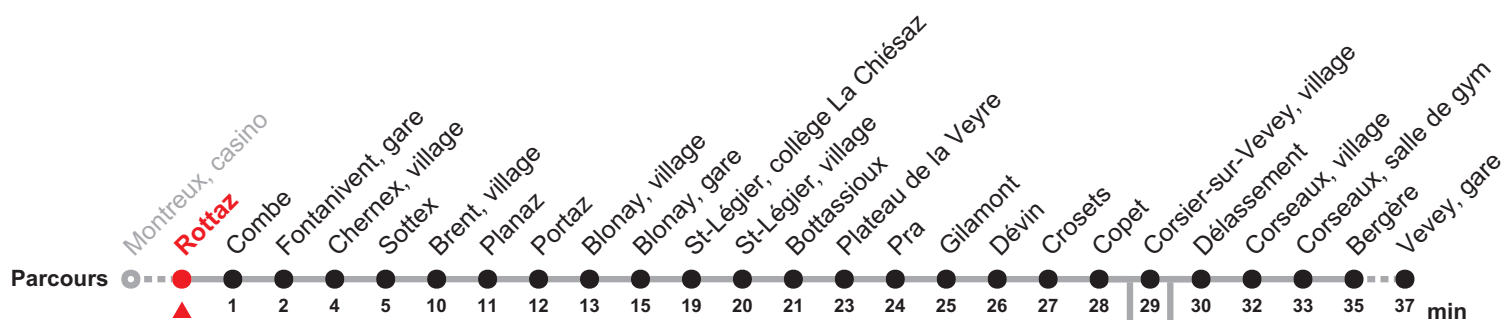 Montreux, casino
Rottaz
Combe
Fontanivent, gare
Chernex, village
Sottex
Brent, village
Planaz
Portaz
Blonay, village
Blonay, gare
St-Légier, collège La Chiésaz
St-Légier, village
Bottassioux
Plateau de la Veyre
Pra
Gilamont
Dévin
Crosets
Copet
Corsier-sur-Vevey, village
Délassement
Corseaux, village
Corseaux, salle de gym
Bergère
Vevey, gare
Parcours
1 2 4 5 10 11 12 13 15 19 20 21 23 24 25 26 27 28 29 30 32 33 35 37 min